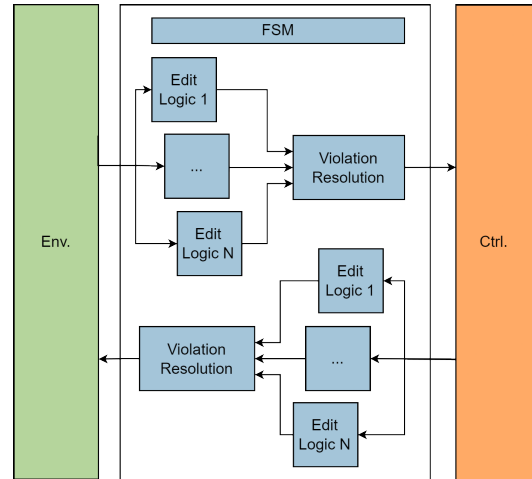 FSM
Edit
Logic 1
...
Edit
Logic N
Violation
Resolution
Env.
Ctrl.
Edit
Logic 1
...
Edit
Logic N
Violation
Resolution